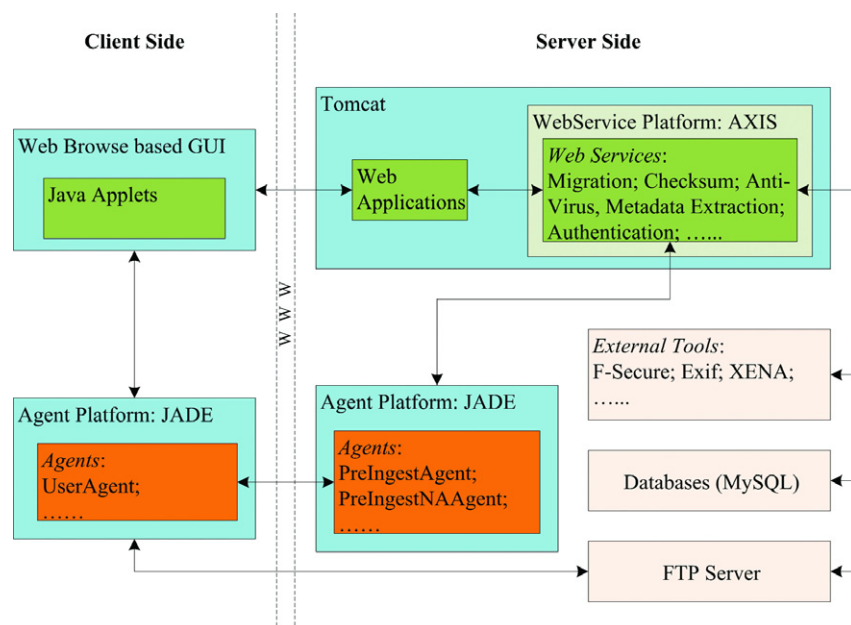 Client Side
Server Side
Tomcat
WebService Platform: AXIS
Web Services:
Migration; Checksum; Anti-
Virus, Metadata Extraction;
Authentication; …...
Web
Applications
Web Browse based GUI
Java Applets
W W W
External Tools:
F-Secure; Exif; XENA;
…...
Agent Platform: JADE
Agents:
UserAgent;
……
Agent Platform: JADE
Agents:
PreIngestAgent;
PreIngestNAAgent;
……
Databases (MySQL)
FTP Server